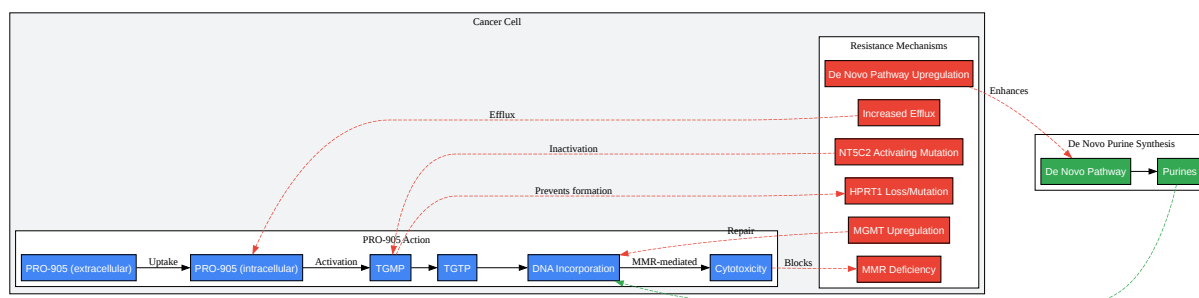 Cancer Cell
Resistance Mechanisms
De Novo Pathway Upregulation
Enhances
Efflux
Increased Efflux
De Novo Purine Synthesis
Inactivation
NT5C2 Activating Mutation
De Novo Pathway
Purines
Prevents formation
HPRT1 Loss/Mutation
Repair
MGMT Upregulation
PRO-905 Action
PRO-905 (extracellular)
Uptake
PRO-905 (intracellular)
Activation
TGMP
TGTP
DNA Incorporation
MMR-mediated
Cytotoxicity
Blocks
MMR Deficiency